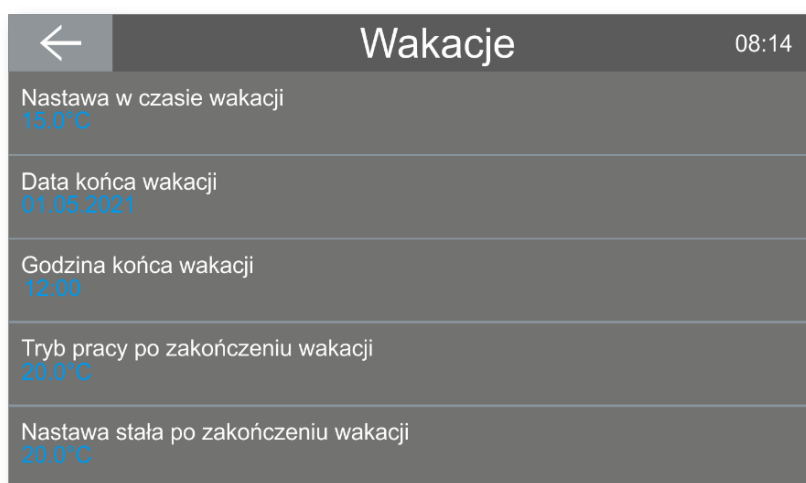 Wakacje
08:14
Nastawa w czasie wakacji
15.0°C
Data końca wakacji
01.05.2021
Godzina końca wakacji
12:00
Tryb pracy po zakończeniu wakacji
20.0°C
Nastawa stała po zakończeniu wakacji
20.0°C